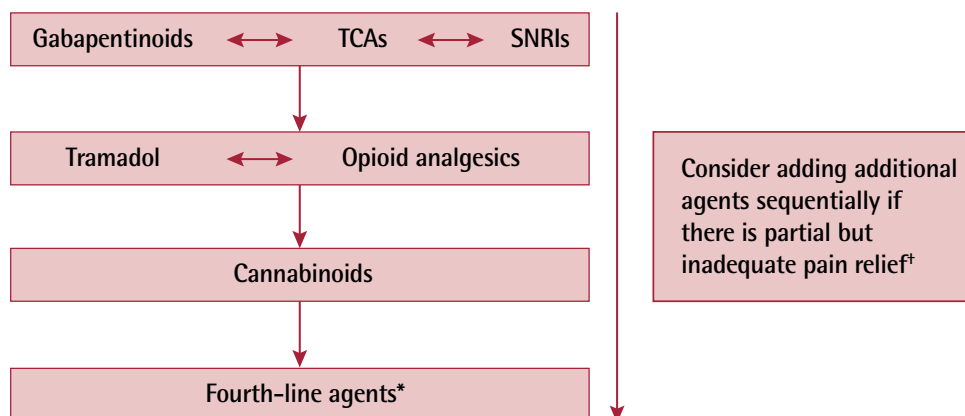 Gabapentinoids TCAs SNRIs
Tramadol Opioid analgesics
Cannabinoids
Fourth-line agents*
Consider adding additional
agents sequentially if
there is partial but
inadequate pain relief†